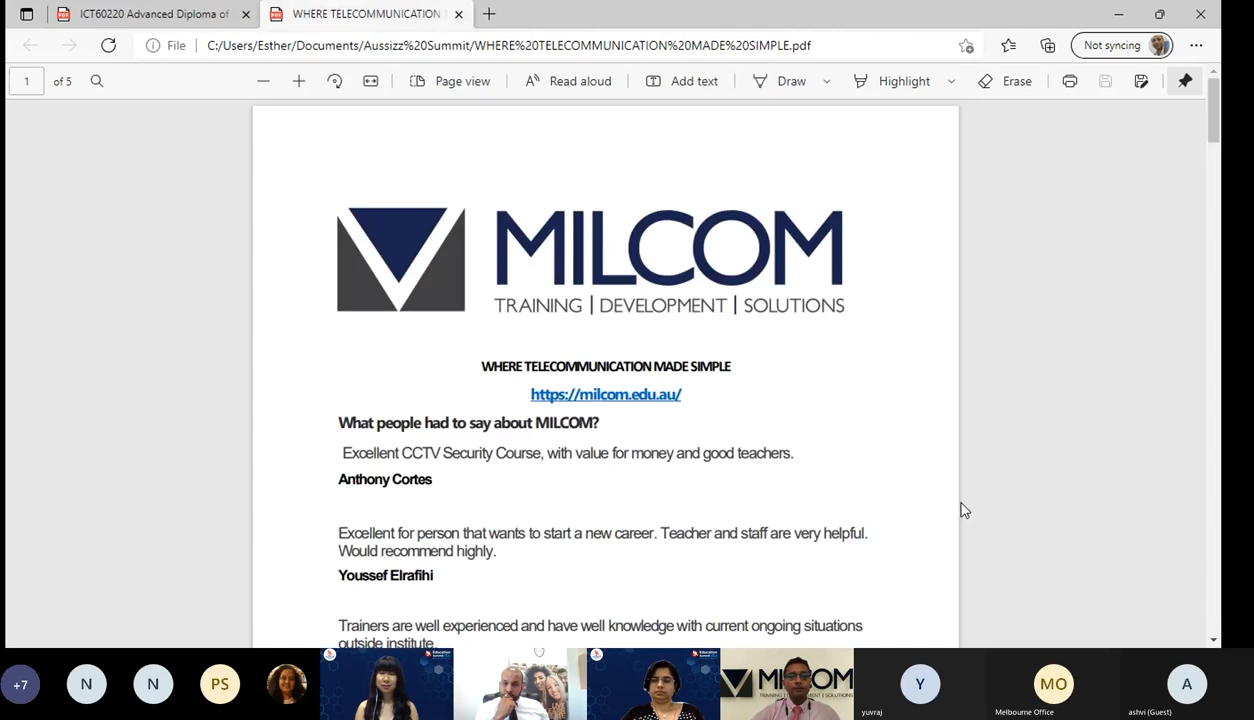 ICT60220 Advanced Diploma of
WHERE TELECOMMUNICATION
File
C:/Users/Esther/Documents/Aussizz%20Summit/WHERE%20TELECOMMUNICATION%20MADE%20SIMPLE.pdf
Not syncing
1 of 5
Page view
Read aloud
Add text
Draw
Highlight
Erase
MILCOM
TRAINING | DEVELOPMENT | SOLUTIONS
WHERE TELECOMMUNICATION MADE SIMPLE
https://milcom.edu.au/
What people had to say about MILCOM?
Excellent CCTV Security Course, with value for money and good teachers.
Anthony Cortes
Excellent for person that wants to start a new career. Teacher and staff are very helpful.
Would recommend highly.
Youssef Elrafihi
Trainers are well experienced and have well knowledge with current ongoing situations
outside institute.
+7
N
N
PS
Education
Education
MILCOM
Y
MO
A
yuvraj
Melbourne Office
ashvi (Guest)